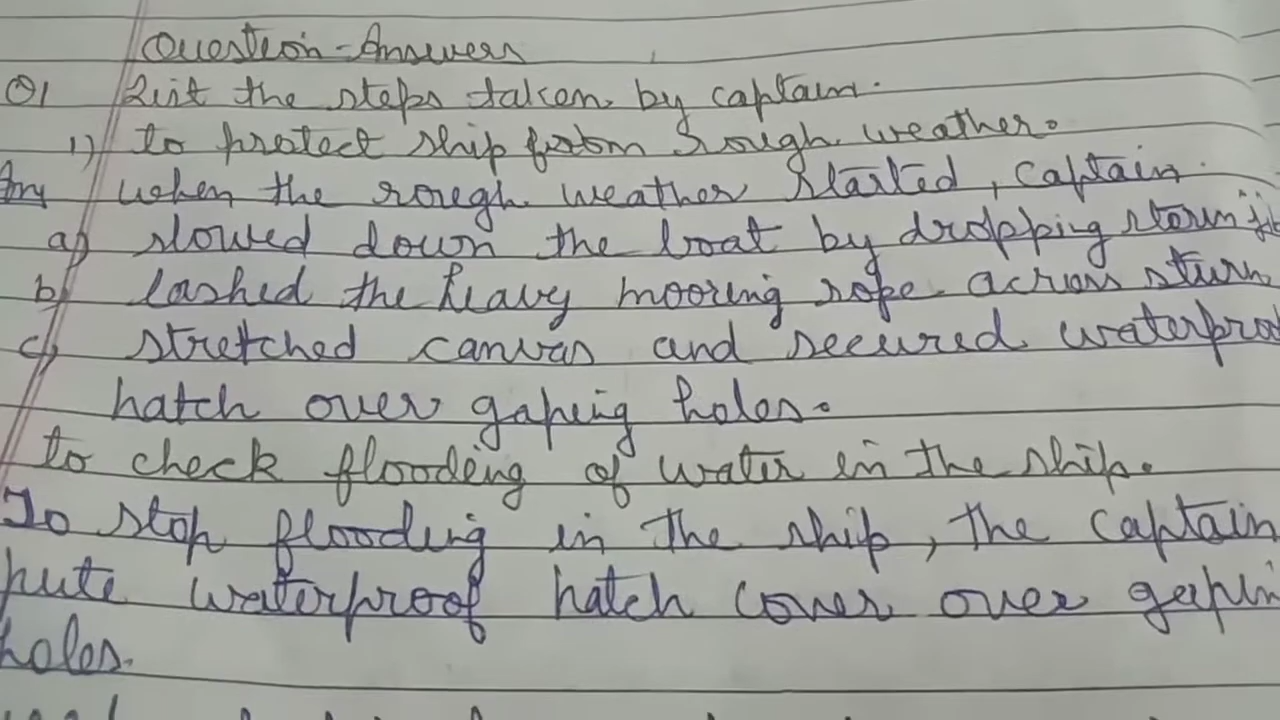 Question-Answers
Q1 List the steps taken by captain.
1) to protect ship from rough weather.
Ans when the rough weather started, captain
a) slowed down the boat by dropping storm
b) lashed the heavy mooring rope across stern
c) stretched canvas and secured waterproof
hatch over gaping holes.
to check flooding of water in the ship.
To stop flooding in the ship, the captain
pute waterproof hatch cover over gapin
holes.